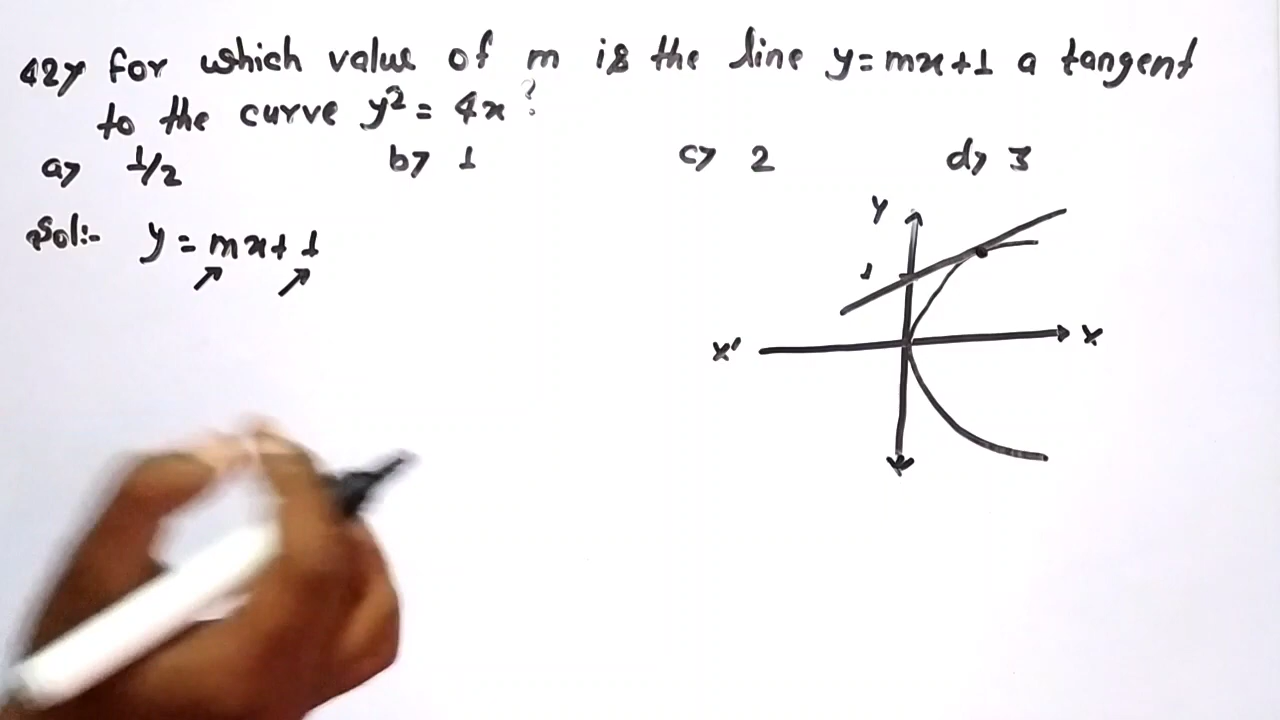 42> For which value of m is the line y=mx+1 a tangent
to the curve y²= 4x?
a> 1/2 b> 1 c> 2 d> 3
Sol:- y = mx+ 1
Y
1
X' X